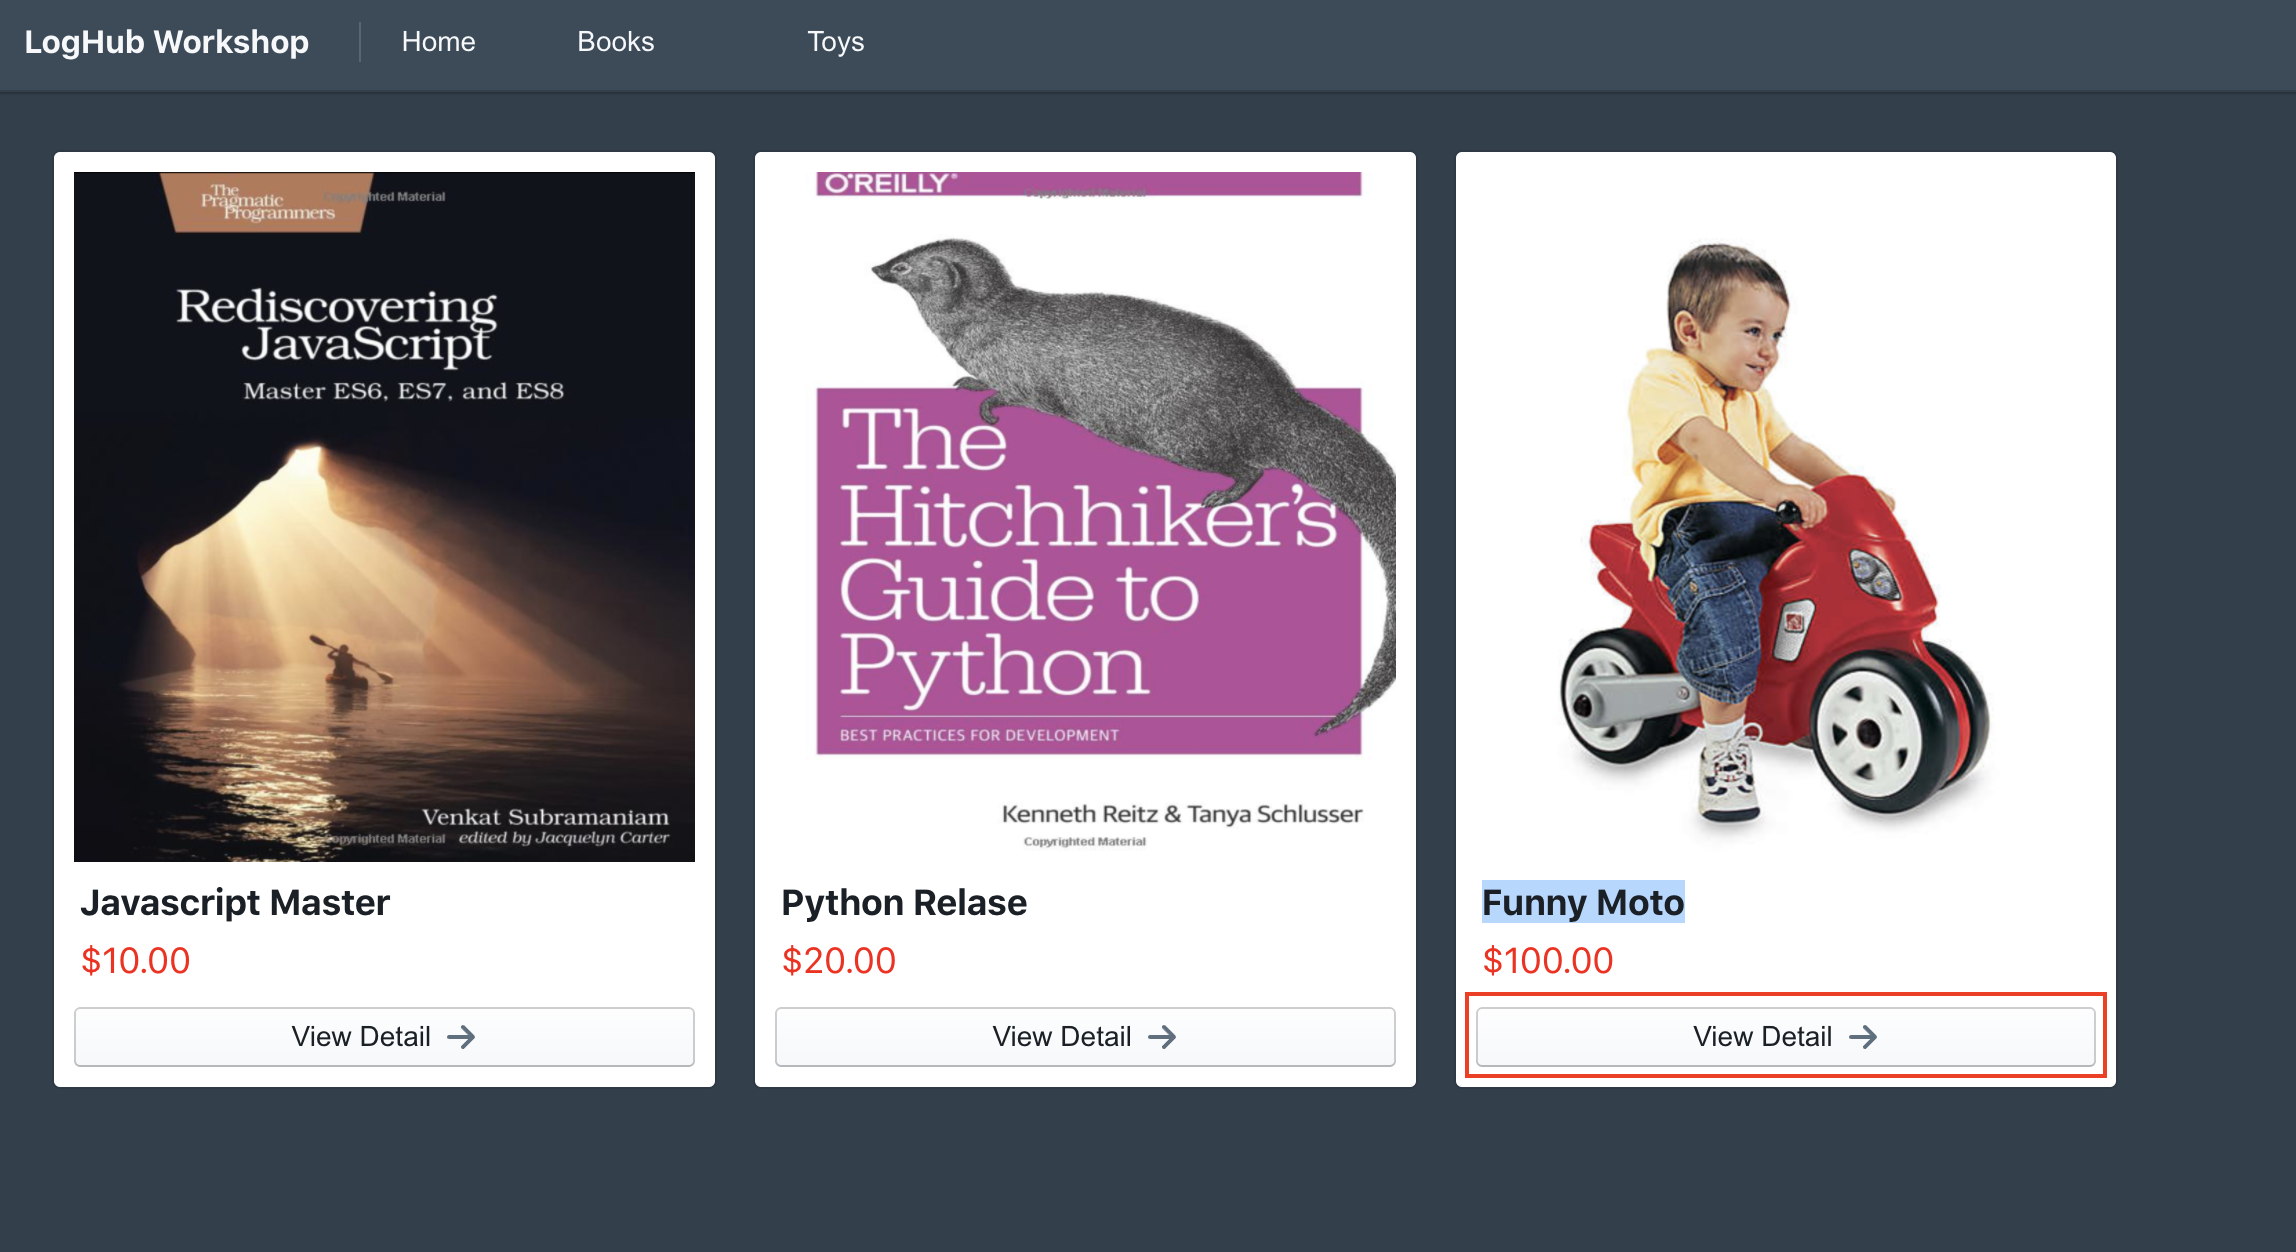 LogHub Workshop
Home
Books
Toys
The
Pragmatic
Programmers
Copyrighted Material
Rediscovering
JavaScript
Master ES6, ES7, and ES8
Venkat Subramaniam
Copyrighted Material
edited by Jacquelyn Carter
Javascript Master
$10.00
View Detail
O'REILLY®
Copyrighted Material
The
Hitchhiker's
Guide to
Python
BEST PRACTICES FOR DEVELOPMENT
Kenneth Reitz & Tanya Schlusser
Copyrighted Material
Python Relase
$20.00
View Detail
Funny Moto
$100.00
View Detail